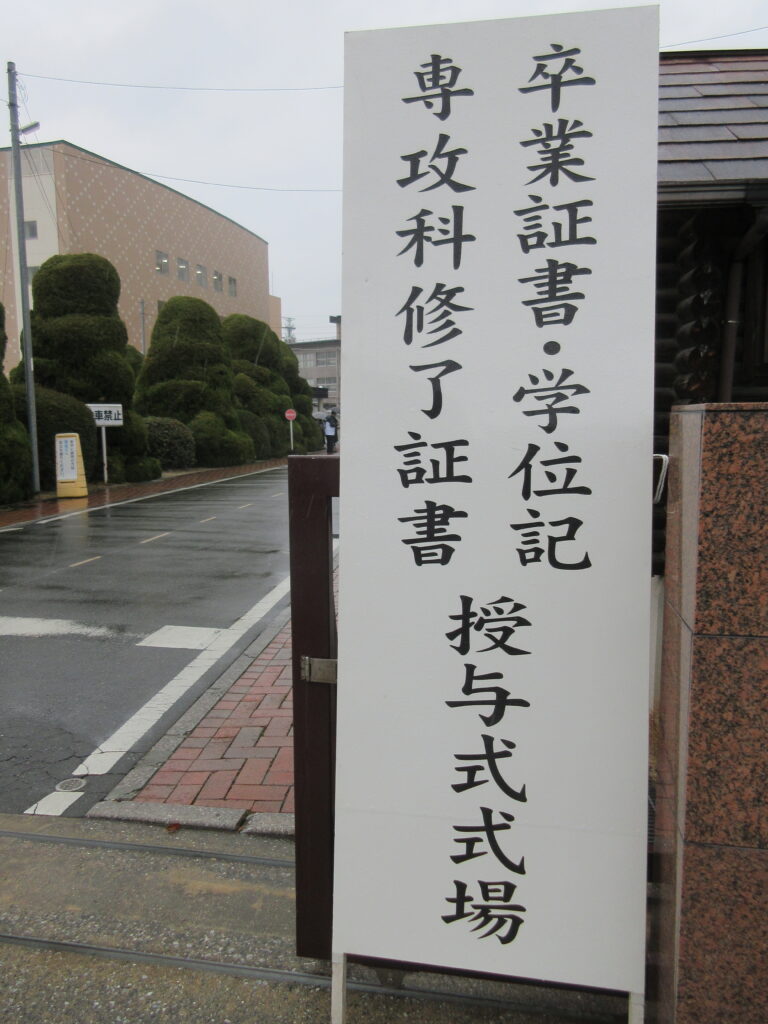 卒業証書・学位記
専攻科修了証書
授与式式場
車禁止